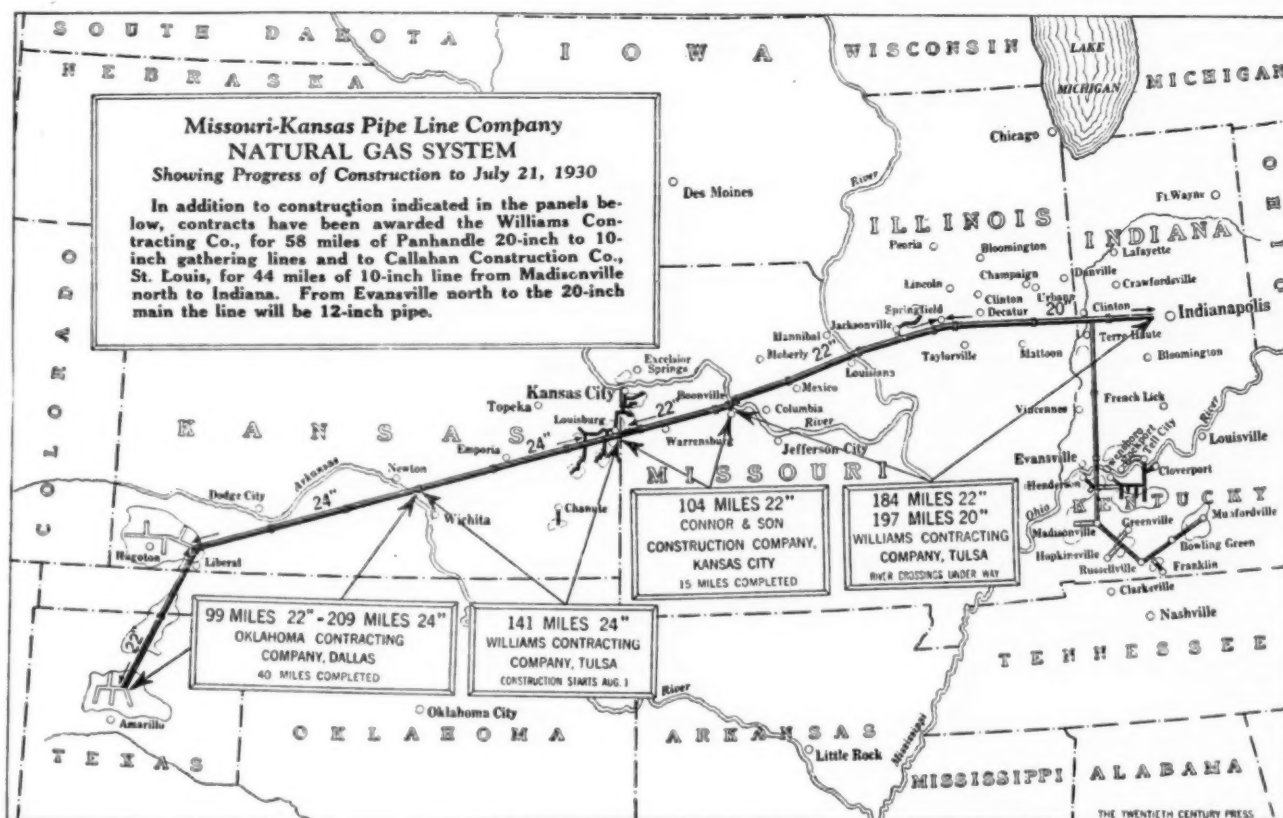 SOUTH DAKOTA
NEBRASKA
IOWA
WISCONSIN
LAKE
MICHIGAN
MICHIGAN
Chicago
Missouri-Kansas Pipe Line Company
NATURAL GAS SYSTEM
Showing Progress of Construction to July 21, 1930
In addition to construction indicated in the panels be-
low, contracts have been awarded the Williams Con-
tracting Co., for 58 miles of Panhandle 20-inch to 10-
inch gathering lines and to Callahan Construction Co.,
St. Louis, for 44 miles of 10-inch line from Madisonville
north to Indiana. From Evansville north to the 20-inch
main the line will be 12-inch pipe.
Des Moines
River
ILLINOIS
INDIANA
OHIO
Ft. Wayne
Peoria
Bloomington
Lafayette
Champaign
Danville
Crawfordsville
Lincoln
Urbana
Clinton
Decatur
Springfield
20"
Clinton
Indianapolis
Hannibal
Jacksonville
Terre Haute
Taylorville
Mattoon
Bloomington
Moberly
22"
Louisiana
Excelsior
Springs
Kansas City
Boonville
Mexico
Topeka
Louisburg
22"
Columbia
River
Vincennes
French Lick
River
COLORADO
KANSAS
24"
Emporia
Warrensburg
Jefferson City
Louisville
MISSOURI
Evansville
Owensboro
Tell City
Cloverport
Henderson
Arkansas
Newton
Dodge City
24"
Wichita
Chanute
Ohio
KENTUCKY
Greenville
Munfordville
Madisonville
Hopkinsville
Bowling Green
Russellville
Franklin
Clarksville
Nashville
Hugoton
Liberal
22"
Amarillo
99 MILES 22"-209 MILES 24"
OKLAHOMA CONTRACTING
COMPANY, DALLAS
40 MILES COMPLETED
141 MILES 24"
WILLIAMS CONTRACTING
COMPANY, TULSA
CONSTRUCTION STARTS AUG. 1
104 MILES 22"
CONNOR & SON
CONSTRUCTION COMPANY,
KANSAS CITY
15 MILES COMPLETED
184 MILES 22"
197 MILES 20"
WILLIAMS CONTRACTING
COMPANY, TULSA
RIVER CROSSINGS UNDER WAY
TENNESSEE
Oklahoma City
River
Mississippi
OKLAHOMA
ARKANSAS
Little Rock
TEXAS
MISSISSIPPI
ALABAMA
THE TWENTIETH CENTURY PRESS